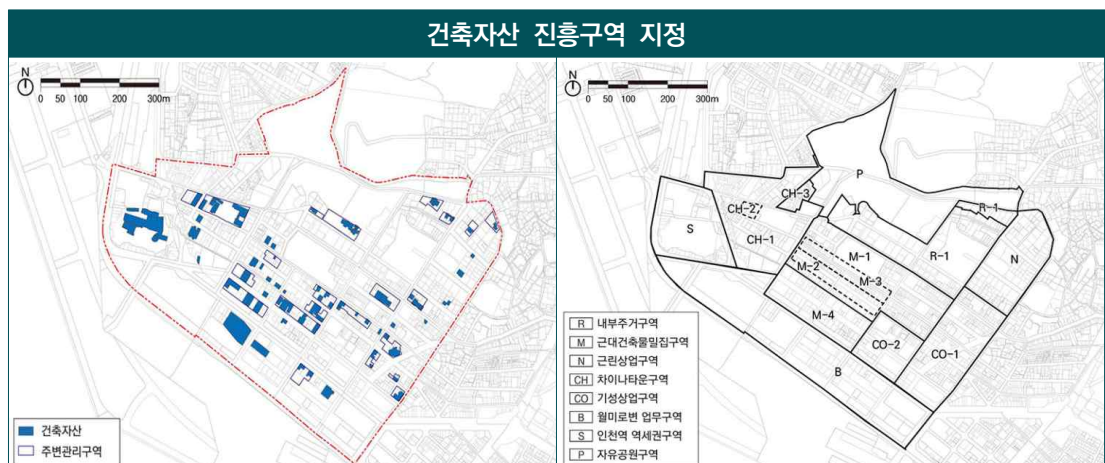 건축자산 진흥구역 지정
N
0 50 100 200 300m
건축자산
주변관리구역
N
0 50 100 200 300m
P
CH-3
R-1
CH-2
S
CH-1
M-1
R-1
N
M-2
M-3
M-4
CO-2
CO-1
B
R 내부주거구역
M 근대건축물밀집구역
N 근린상업구역
CH 차이나타운구역
CO 기성상업구역
B 월미로변 업무구역
S 인천역 역세권구역
P 자유공원구역